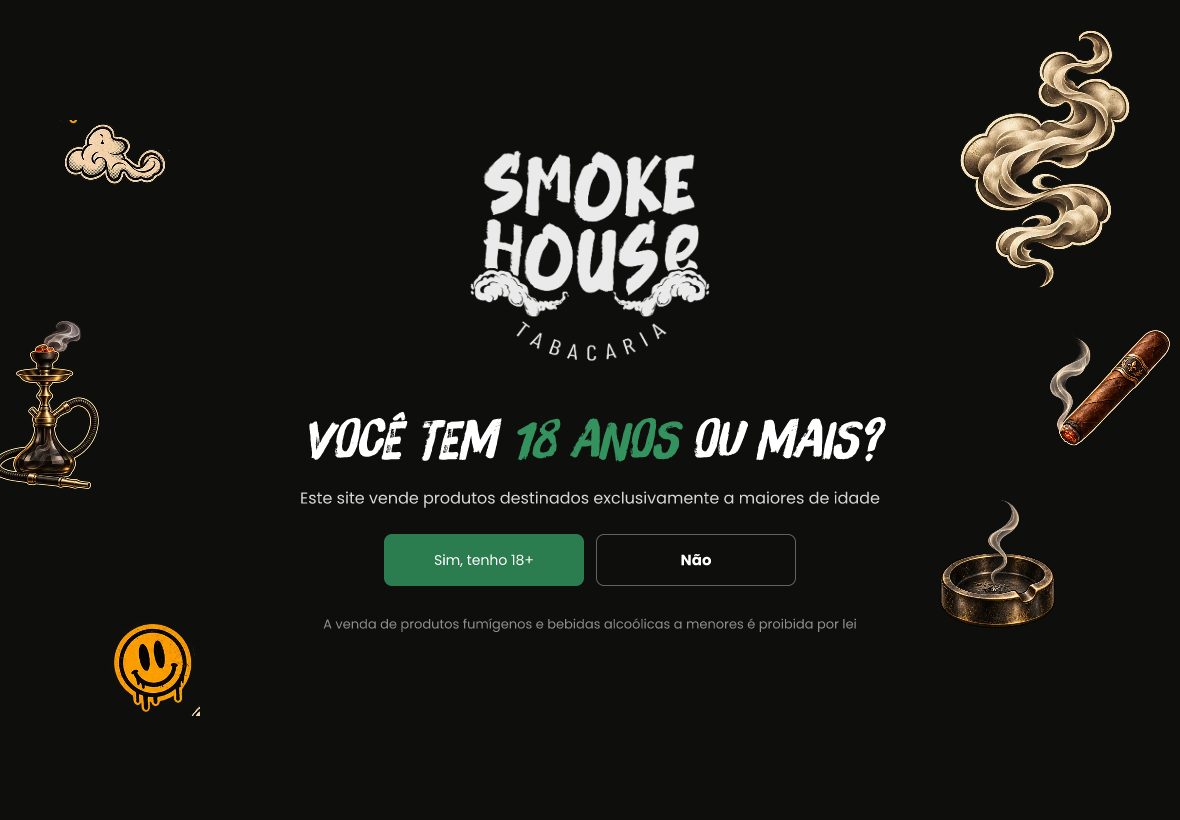 SMOKE
HOUSE
TABACARIA
VOCÊ TEM 18 ANOS OU MAIS?
Este site vende produtos destinados exclusivamente a maiores de idade
Sim, tenho 18+
Não
A venda de produtos fumígenos e bebidas alcoólicas a menores é proibida por lei